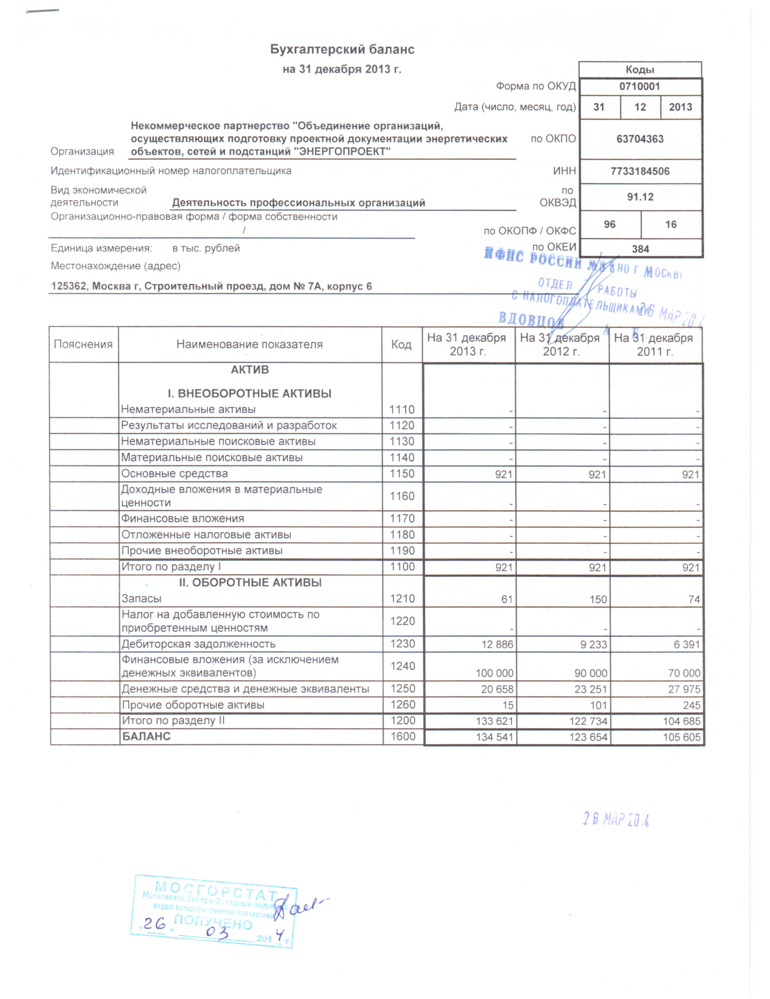 Бухгалтерский баланс
на 31 декабря 2013 г.
Коды
Форма по ОКУД 0710001
Дата (число, месяц, год) 31 12 2013
Некоммерческое партнерство "Объединение организаций,
осуществляющих подготовку проектной документации энергетических
Организация объектов, сетей и подстанций "ЭНЕРГОПРОЕКТ"
по ОКПО 63704363
Идентификационный номер налогоплательщика ИНН 7733184506
Вид экономической
деятельности Деятельность профессиональных организаций
по
ОКВЭД 91.12
Организационно-правовая форма / форма собственности
/
по ОКОПФ / ОКФС 96 16
Единица измерения: в тыс. рублей по ОКЕИ 384
Местонахождение (адрес)
125362, Москва г, Строительный проезд, дом № 7А, корпус 6
ИФНС РОССИИ ПО Г МОСКВ
ОТДЕЛ РАБОТЫ
С НАЛОГОПЛАТЕЛЬЩИКАМИ
26 МАР
ВДОВЦОВ А. Е.
Пояснения Наименование показателя Код На 31 декабря 2013 г. На 31 декабря 2012 г. На 31 декабря 2011 г.
АКТИВ
I. ВНЕОБОРОТНЫЕ АКТИВЫ
Нематериальные активы 1110 - - -
Результаты исследований и разработок 1120 - - -
Нематериальные поисковые активы 1130 - - -
Материальные поисковые активы 1140 - - -
Основные средства 1150 921 921 921
Доходные вложения в материальные
ценности 1160 - - -
Финансовые вложения 1170 - - -
Отложенные налоговые активы 1180 - - -
Прочие внеоборотные активы 1190 - - -
Итого по разделу I 1100 921 921 921
II. ОБОРОТНЫЕ АКТИВЫ
Запасы 1210 61 150 74
Налог на добавленную стоимость по
приобретенным ценностям 1220 - - -
Дебиторская задолженность 1230 12 886 9 233 6 391
Финансовые вложения (за исключением
денежных эквивалентов) 1240 100 000 90 000 70 000
Денежные средства и денежные эквиваленты 1250 20 658 23 251 27 975
Прочие оборотные активы 1260 15 101 245
Итого по разделу II 1200 133 621 122 734 104 685
БАЛАНС 1600 134 541 123 654 105 605
26 МАР
МОСГОРСТАТ
Московский Северо-Западный окружной
отдел государственной статистики
ПОЛУЧЕНО
„ 26 " 03 2014 г.